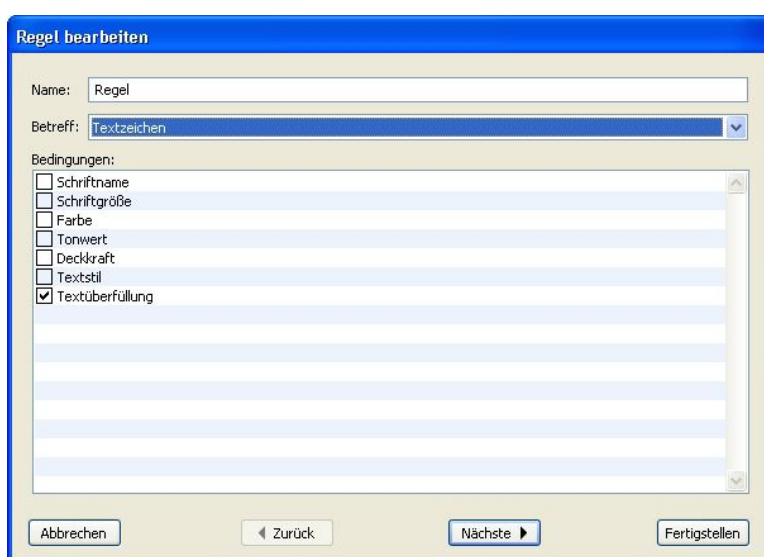 Regel bearbeiten
Name: Regel
Betreff: Textzeichen
Bedingungen:
Schriftname
Schriftgröße
Farbe
Tonwert
Deckkraft
Textstil
Textüberfüllung
Abbrechen Zurück Nächste Fertigstellen